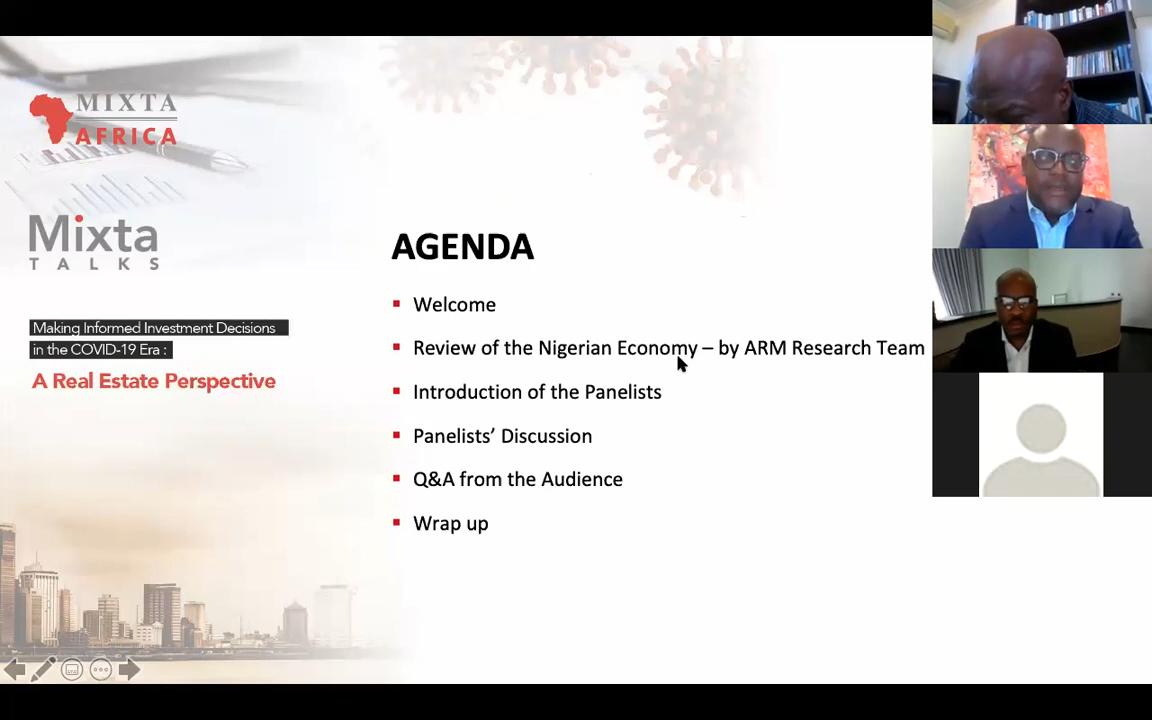 MIXTA
AFRICA
Mixta
TALKS
Making Informed Investment Decisions
in the COVID-19 Era :
A Real Estate Perspective
AGENDA
Welcome
Review of the Nigerian Economy – by ARM Research Team
Introduction of the Panelists
Panelists’ Discussion
Q&A from the Audience
Wrap up